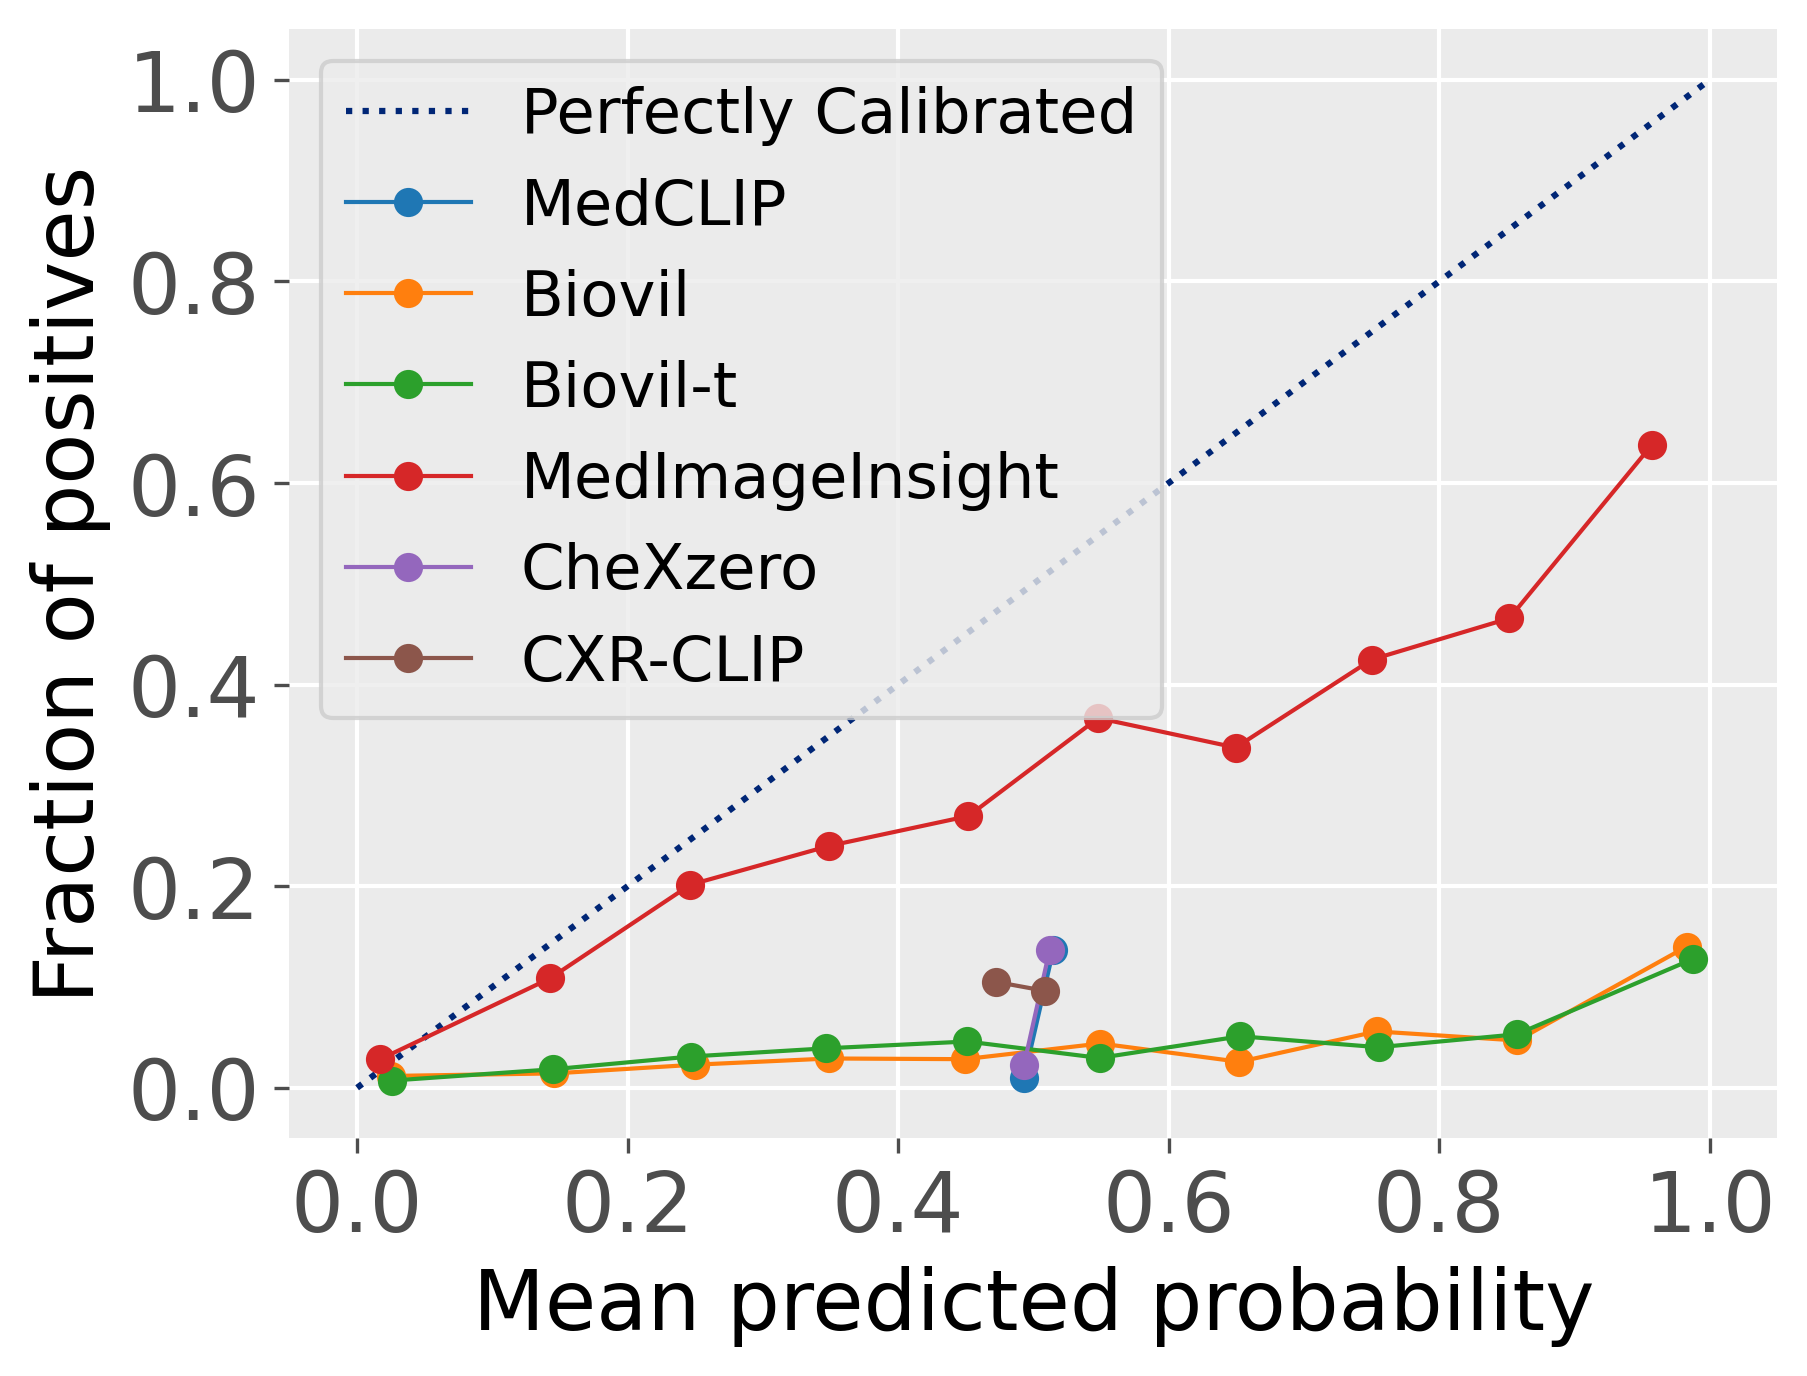 Fraction of positives
1.0
0.8
0.6
0.4
0.2
0.0
Perfectly Calibrated
MedCLIP
Biovil
Biovil-t
MedImageInsight
CheXzero
CXR-CLIP
0.0 0.2 0.4 0.6 0.8 1.0
Mean predicted probability